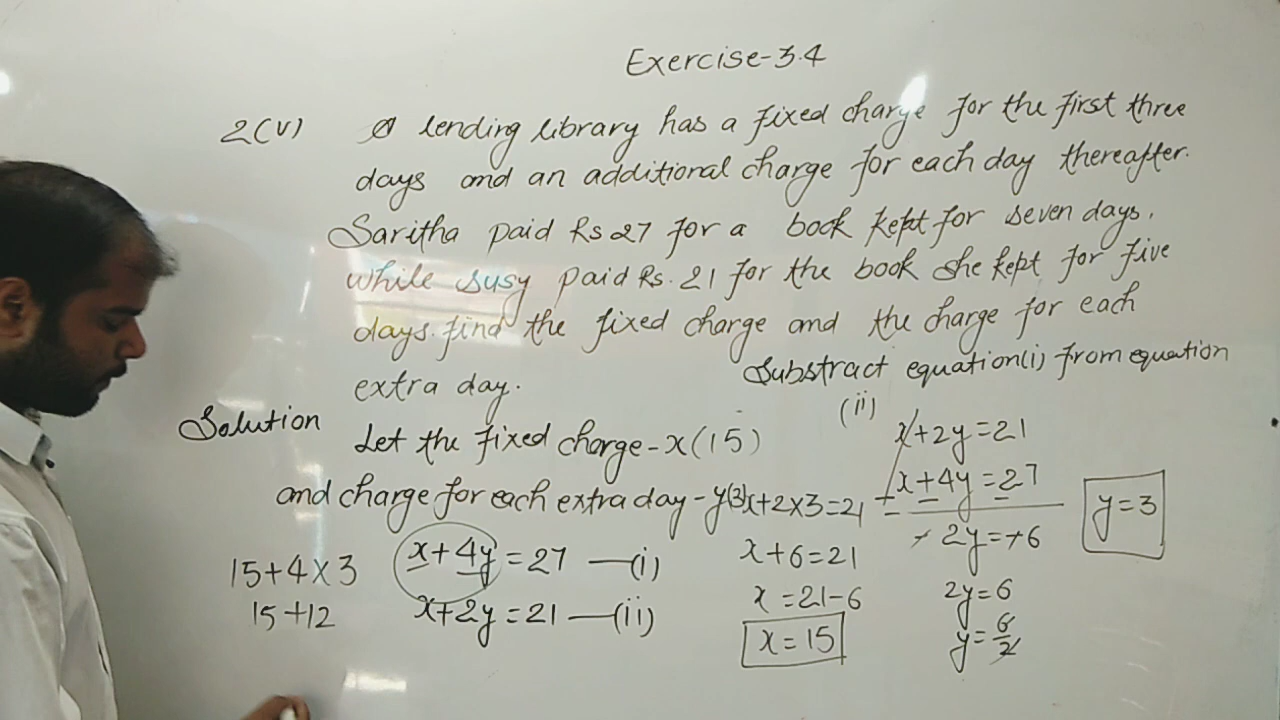 Exercise-3.4
2(V) A lending library has a fixed charge for the first three
days and an additional charge for each day thereafter.
Saritha paid Rs 27 for a book kept for seven days,
while susy paid Rs. 21 for the book she kept for five
days. find the fixed charge and the charge for each
extra day.
Substract equation(i) from equation
(ii)
Solution
Let the fixed charge - x(15)
and charge for each extra day - y(3)
x+4y=27 —(i)
x+2y=21 —(ii)
15+4×3
15+12
x+2×3=21
x+6=21
x=21-6
x=15
x+2y=21
x+4y=27
- - -
-2y=-6
2y=6
y=6/2
y=3